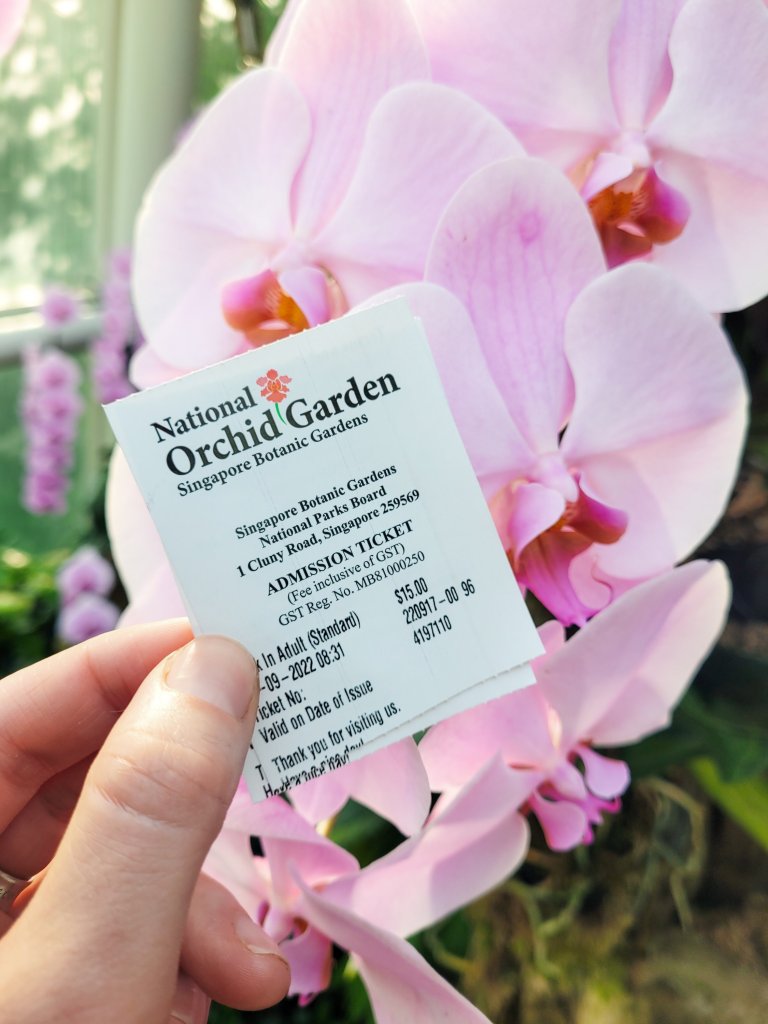 National
Orchid Garden
Singapore Botanic Gardens
Singapore Botanic Gardens
National Parks Board
1 Cluny Road, Singapore 259569
ADMISSION TICKET
(Fee inclusive of GST)
GST Reg. No. MB81000250
k In Adult (Standard) $15.00
-09-2022 08:31 220917-00 96
icket No: 4197110
Valid on Date of Issue
Thank you for visiting us.